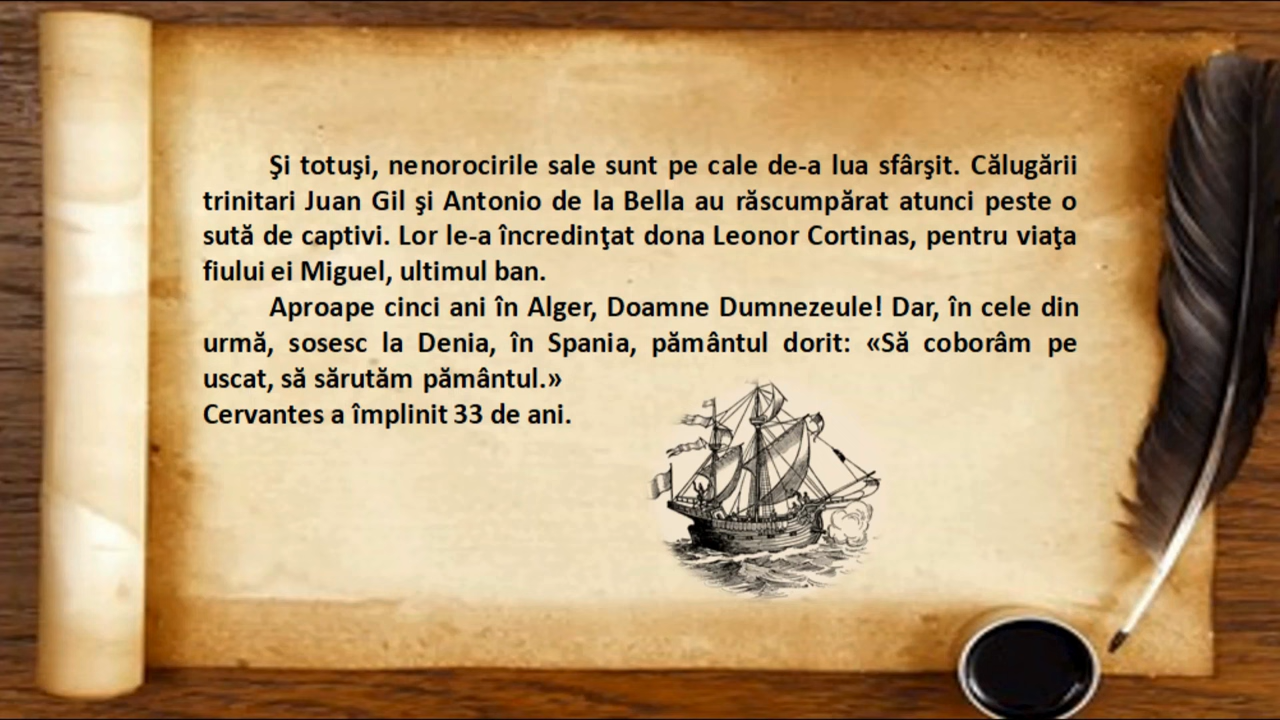 Şi totuşi, nenorocirile sale sunt pe cale de-a lua sfârşit. Călugării
trinitari Juan Gil şi Antonio de la Bella au răscumpărat atunci peste o
sută de captivi. Lor le-a încredinţat dona Leonor Cortinas, pentru viaţa
fiului ei Miguel, ultimul ban.
Aproape cinci ani în Alger, Doamne Dumnezeule! Dar, în cele din
urmă, sosesc la Denia, în Spania, pământul dorit: «Să coborâm pe
uscat, să sărutăm pământul.»
Cervantes a împlinit 33 de ani.